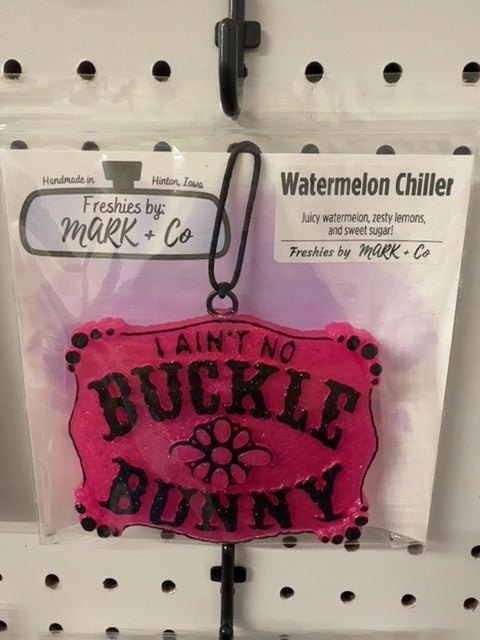 Handmade in Hinton, Iowa
Freshies by:
MARK + Co
Watermelon Chiller
Juicy watermelon, zesty lemons,
and sweet sugar!
Freshies by MARK + Co
I AIN'T NO
BUCKLE
BUNNY